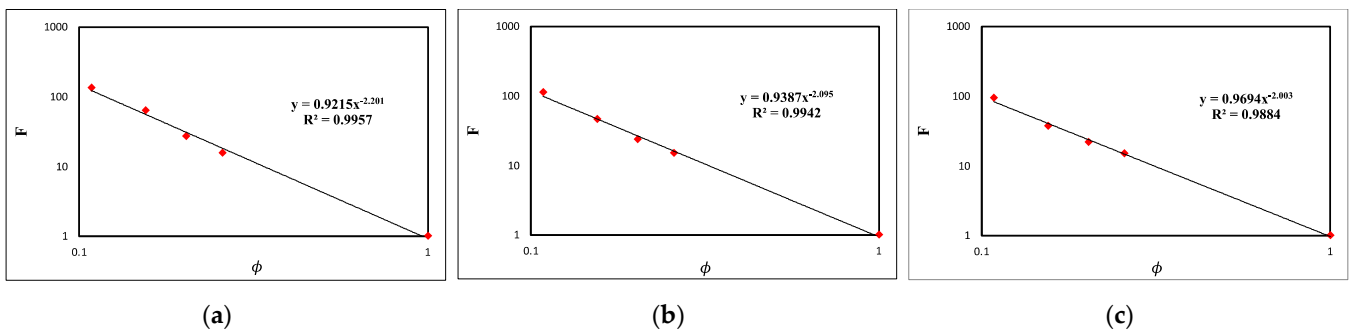 1000
100
10
1
F
0.1
1
ϕ
y = 0.9215x^-2.201
R² = 0.9957
(a)
1000
100
10
1
F
0.1
1
ϕ
y = 0.9387x^-2.095
R² = 0.9942
(b)
1000
100
10
1
F
0.1
1
ϕ
y = 0.9694x^-2.003
R² = 0.9884
(c)